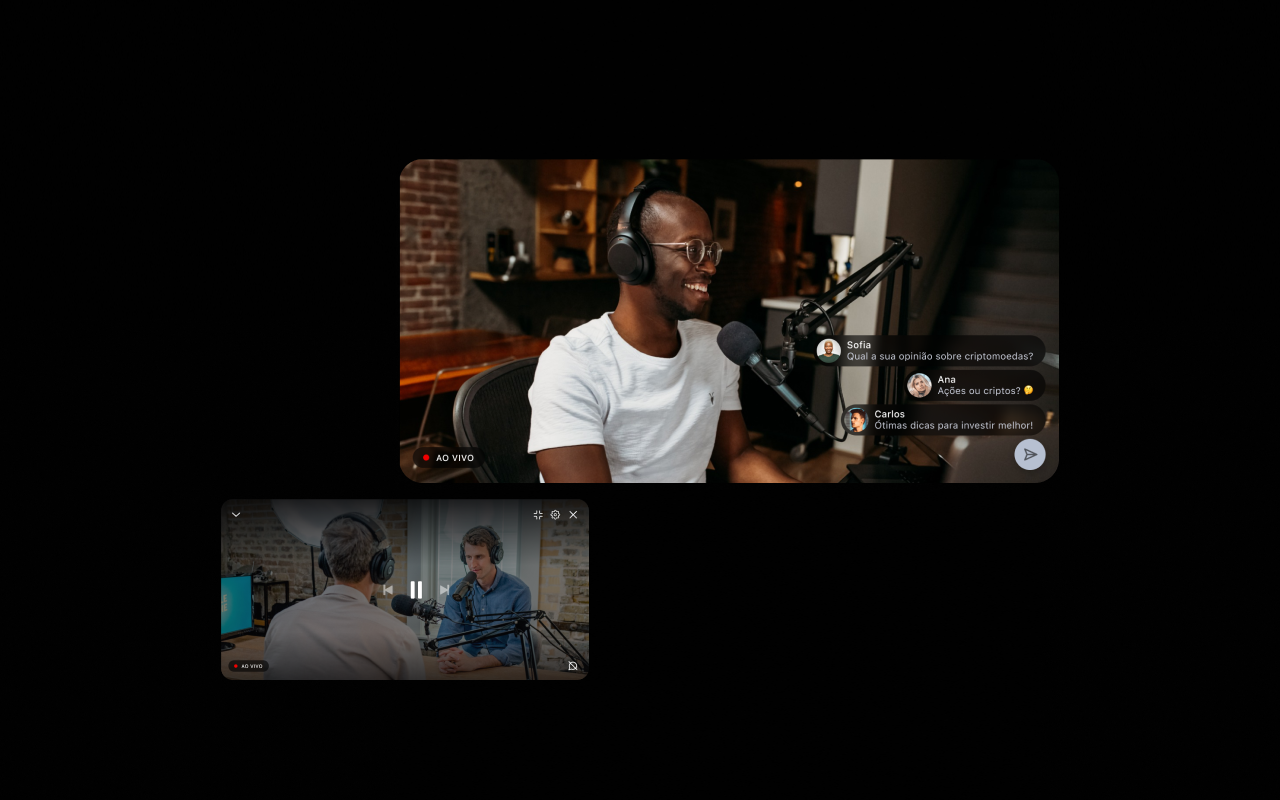 Sofia
Qual a sua opinião sobre criptomoedas?
Ana
Ações ou criptos? 🤔
Carlos
Ótimas dicas para investir melhor!
AO VIVO
AO VIVO